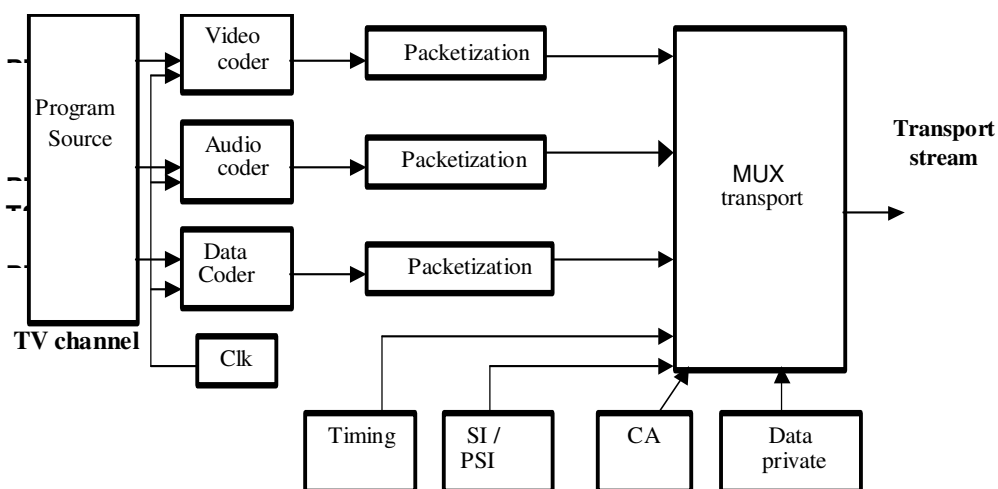 Video
coder
Packetization
Program
Source
Audio
coder
Packetization
MUX
transport
Transport
stream
Data
Coder
Packetization
TV channel
Clk
Timing
SI /
PSI
CA
Data
private